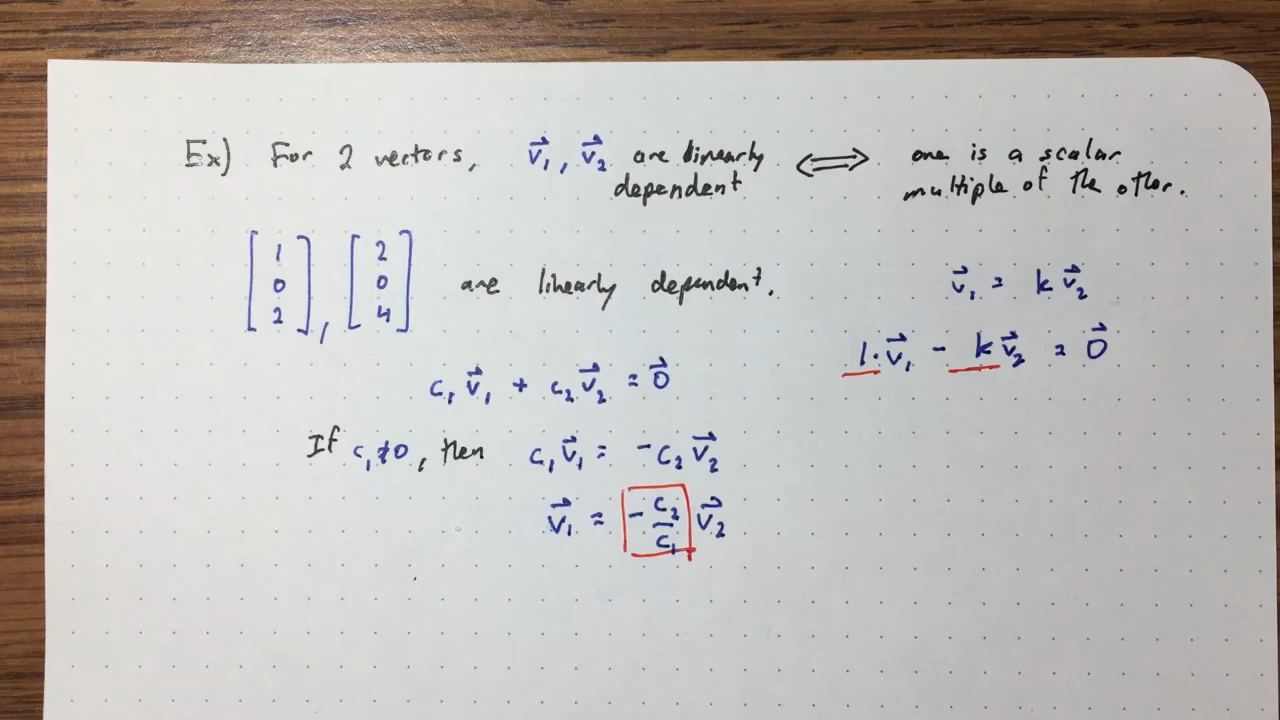 Ex) For 2 vectors, v⃗₁, v⃗₂ are linearly dependent ⟺ one is a scalar multiple of the other.
[1 0 2], [2 0 4] are linearly dependent.
v⃗₁ = k v⃗₂
1·v⃗₁ - k v⃗₂ = 0⃗
c₁v⃗₁ + c₂v⃗₂ = 0⃗
If c₁≠0, then c₁v⃗₁ = -c₂v⃗₂
v⃗₁ = -c₂/c₁ v⃗₂